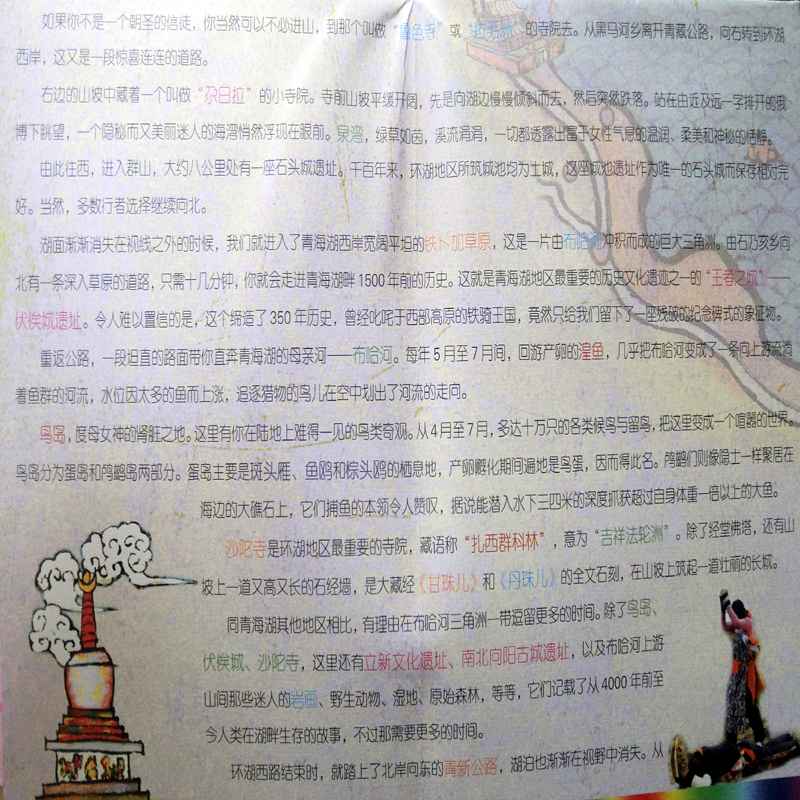 如果你不是一个朝圣的信徒，你当然可以不必进山，到那个叫做“ 色寺”或“ ”的寺院去。从黑马河乡离开青藏公路，向右转到环湖
西岸，这又是一段惊喜连连的道路。
右边的山坡中藏着一个叫做“尕日拉”的小寺院。寺前山坡平缓开阔，先是向湖边慢慢倾斜而去，然后突然跌落。站在由近及远一字排开的俄
博下眺望，一个隐秘而又美丽迷人的海湾悄然浮现在眼前。泉湾，绿草如茵，溪流涓涓，一切都透露出富于女性气息的温润、柔美和神秘的恬静。
由此往西，进入群山，大约八公里处有一座石头城遗址。千百年来，环湖地区所筑城池均为土城，这座城池遗址作为唯一的石头城而保存相对完
好。当然，多数行者选择继续向北。
湖面渐渐消失在视线之外的时候，我们就进入了青海湖西岸宽阔平坦的铁卜加草原，这是一片由布哈河冲积而成的巨大三角洲。由石乃亥乡向
北有一条深入草原的道路，只需十几分钟，你就会走进青海湖畔1500年前的历史。这就是青海湖地区最重要的历史文化遗迹之一的“王者之城”——
伏俟城遗址。令人难以置信的是，这个缔造了350年历史，曾经叱咤于西部高原的铁骑王国，竟然只给我们留下了一座残破的纪念碑式的象征物。
重返公路，一段坦直的路面带你直奔青海湖的母亲河——布哈河。每年5月至7月间，回游产卵的湟鱼，几乎把布哈河变成了一条向上游流淌
着鱼群的河流，水位因太多的鱼而上涨，追逐猎物的鸟儿在空中划出了河流的走向。
鸟岛，度母女神的肾脏之地。这里有你在陆地上难得一见的鸟类奇观。从4月至7月，多达十万只的各类候鸟与留鸟，把这里变成一个喧嚣的世界。
鸟岛分为蛋岛和鸬鹚岛两部分。蛋岛主要是斑头雁、鱼鸥和棕头鸥的栖息地，产卵孵化期间遍地是鸟蛋，因而得此名。鸬鹚们则像隐士一样聚居在
海边的大礁石上，它们捕鱼的本领令人赞叹，据说能潜入水下三四米的深度抓获超过自身体重一倍以上的大鱼。
沙陀寺是环湖地区最重要的寺院，藏语称“扎西群科林”，意为“吉祥法轮洲”。除了经堂佛塔，还有山
坡上一道又高又长的石经墙，是大藏经《甘珠儿》和《丹珠儿》的全文石刻，在山坡上筑起一道壮丽的长城。
同青海湖其他地区相比，有理由在布哈河三角洲一带逗留更多的时间。除了鸟岛、
伏俟城、沙陀寺，这里还有立新文化遗址、南北向阳古城遗址，以及布哈河上游
山间那些迷人的岩画、野生动物、湿地、原始森林，等等，它们记载了从4000年前至
今人类在湖畔生存的故事，不过那需要更多的时间。
环湖西路结束时，就踏上了北岸向东的青新公路，湖泊也渐渐在视野中消失。从